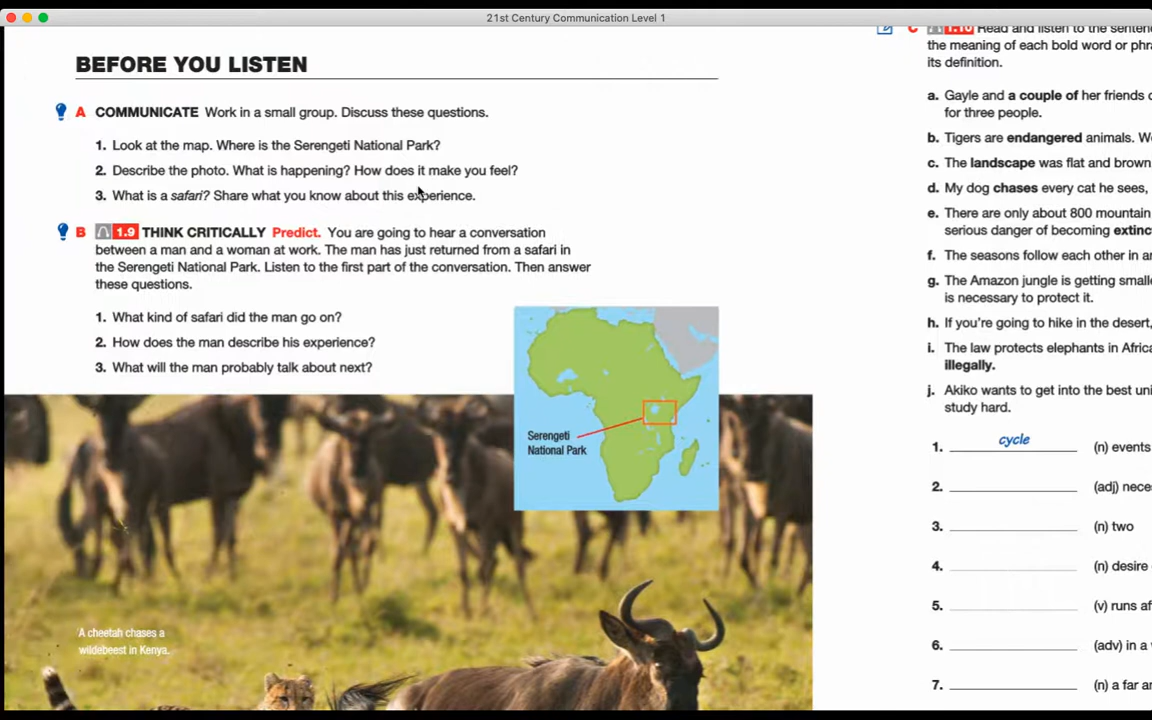 21st Century Communication Level 1
BEFORE YOU LISTEN
A COMMUNICATE Work in a small group. Discuss these questions.
1. Look at the map. Where is the Serengeti National Park?
2. Describe the photo. What is happening? How does it make you feel?
3. What is a safari? Share what you know about this experience.
B 1.9 THINK CRITICALLY Predict. You are going to hear a conversation
between a man and a woman at work. The man has just returned from a safari in
the Serengeti National Park. Listen to the first part of the conversation. Then answer
these questions.
1. What kind of safari did the man go on?
2. How does the man describe his experience?
3. What will the man probably talk about next?
Serengeti
National Park
A cheetah chases a
wildebeest in Kenya.
C 1.10 Read and listen to the sentenc
the meaning of each bold word or phra
its definition.
a. Gayle and a couple of her friends
for three people.
b. Tigers are endangered animals. W
c. The landscape was flat and brown
d. My dog chases every cat he sees,
e. There are only about 800 mountain
serious danger of becoming extinc
f. The seasons follow each other in a
g. The Amazon jungle is getting smalle
is necessary to protect it.
h. If you're going to hike in the desert,
i. The law protects elephants in Africa
illegally.
j. Akiko wants to get into the best uni
study hard.
1. cycle (n) events
2. (adj) nece
3. (n) two
4. (n) desire
5. (v) runs af
6. (adv) in a
7. (n) a far